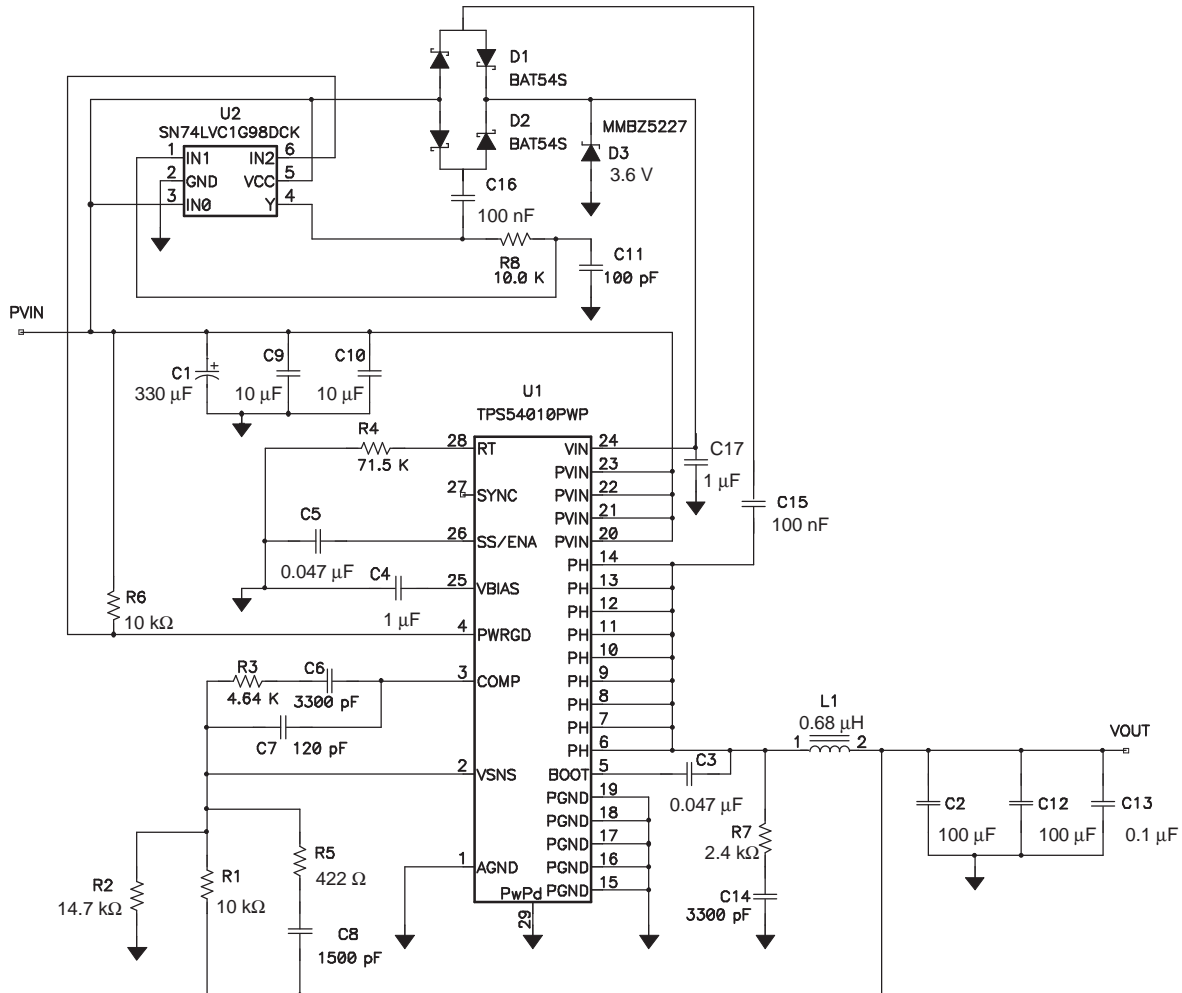 D1
BAT54S
U2
SN74LVC1G98DCK
1 IN1 IN2 6
2 GND VCC 5
3 IN0 Y 4
D2
BAT54S
MMBZ5227
D3
3.6 V
C16
100 nF
R8
10.0 K
C11
100 pF
PVIN
C1
+
330 μF
C9
10 μF
C10
10 μF
U1
TPS54010PWP
R4
71.5 K
28 RT VIN 24
C17
1 μF
PVIN 23
27 SYNC PVIN 22
PVIN 21
C15
100 nF
C5
0.047 μF
26 SS/ENA PVIN 20
PH 14
C4
1 μF
25 VBIAS PH 13
PH 12
R6
10 kΩ
4 PWRGD PH 11
PH 10
R3
4.64 K
C6
3300 pF
3 COMP PH 9
PH 8
C7 120 pF
PH 7
PH 6
L1
0.68 μH
1 2
VOUT
2 VSNS BOOT 5
C3
0.047 μF
PGND 19
PGND 18
PGND 17
1 AGND PGND 16
PGND 15
PwPd
29
R7
2.4 kΩ
C14
3300 pF
C2
100 μF
C12
100 μF
C13
0.1 μF
R2
14.7 kΩ
R1
10 kΩ
R5
422 Ω
C8
1500 pF